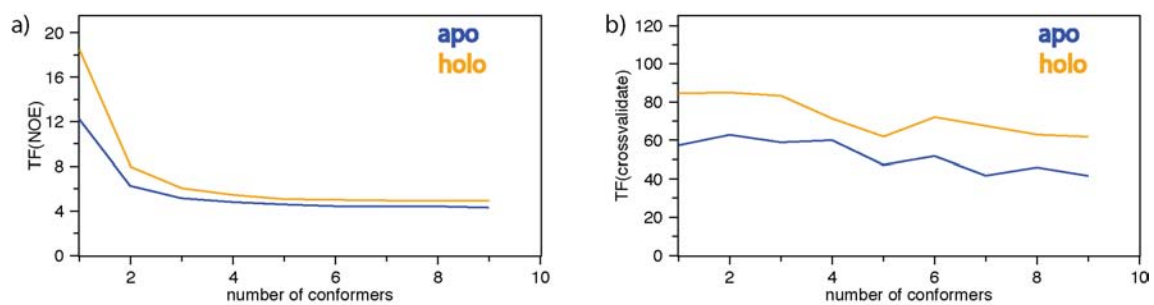 a)
apo
holo
TF(NOE)
20
16
12
8
4
0
2 4 6 8 10
number of conformers
b)
apo
holo
TF(crossvalidate)
120
100
80
60
40
20
0
0 2 4 6 8 10
number of conformers